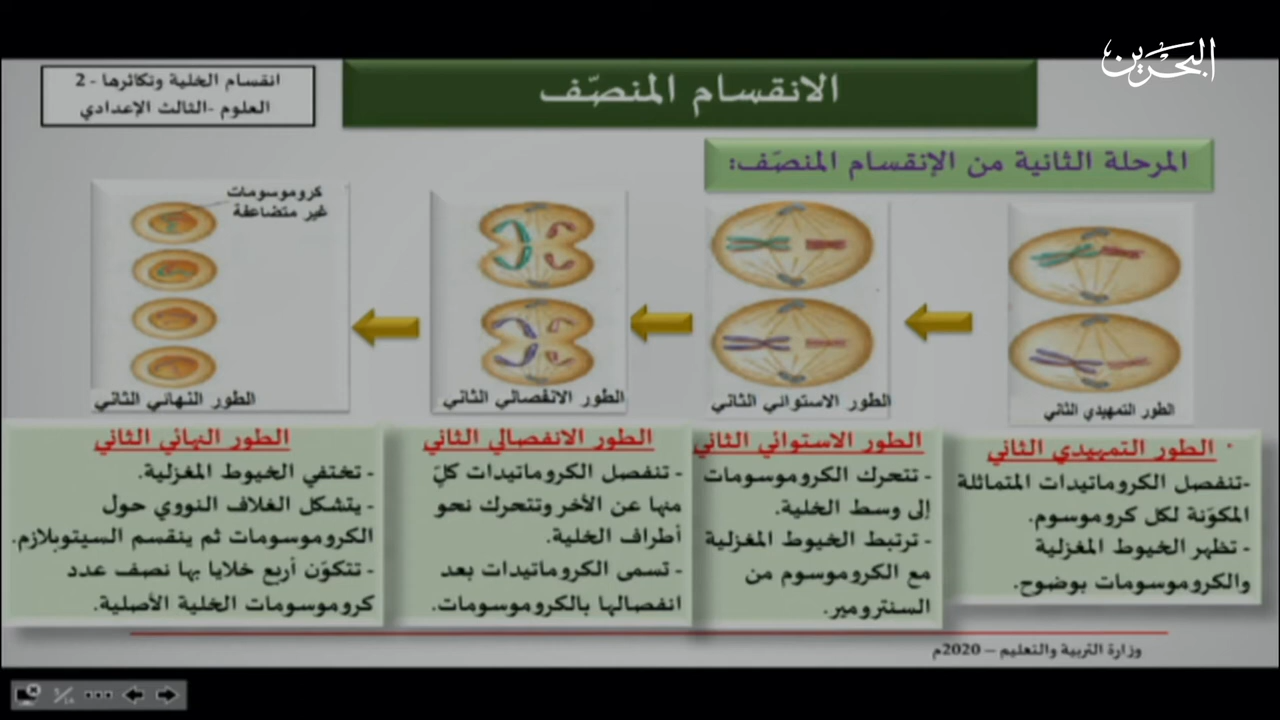 البحرين
انقسام الخلية وتكاثرها - 2
العلوم -الثالث الإعدادي
الانقسام المنصّف
المرحلة الثانية من الإنقسام المنصّف:
الطور التمهيدي الثاني
الطور الاستوائي الثاني
الطور الانفصالي الثاني
كروموسومات
غير متضاعفة
الطور النهائي الثاني
· الطور التمهيدي الثاني
-تنفصل الكروماتيدات المتماثلة
المكوّنة لكل كروموسوم.
- تظهر الخيوط المغزلية
والكروموسومات بوضوح.
الطور الاستوائي الثاني
- تتحرك الكروموسومات
إلى وسط الخلية.
- ترتبط الخيوط المغزلية
مع الكروموسوم من
السنترومير.
الطور الانفصالي الثاني
- تنفصل الكروماتيدات كلٍ
منها عن الأخر وتتحرك نحو
أطراف الخلية.
- تسمى الكروماتيدات بعد
انفصالها بالكروموسومات.
الطور النهائي الثاني
- تختفي الخيوط المغزلية.
- يتشكل الغلاف النووي حول
الكروموسومات ثم ينقسم السيتوبلازم.
- تتكوّن أربع خلايا بها نصف عدد
كروموسومات الخلية الأصلية.
وزارة التربية والتعليم – 2020م